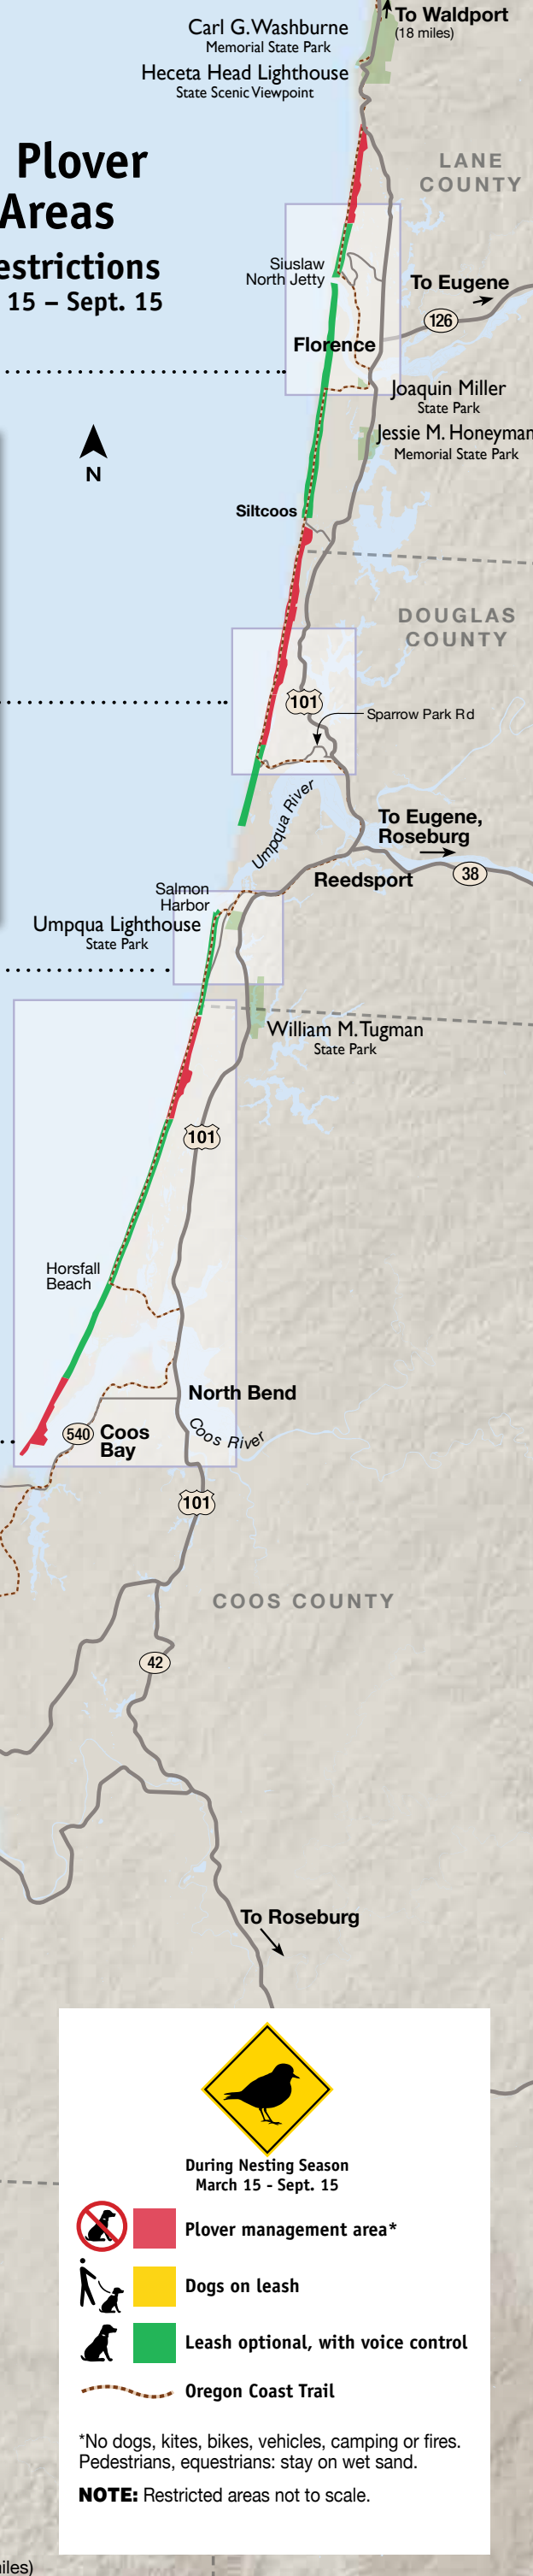 To Waldport
(18 miles)
Carl G. Washburne
Memorial State Park
Heceta Head Lighthouse
State Scenic Viewpoint
Plover
Areas
LANE
COUNTY
estrictions
15 – Sept. 15
Siuslaw
North Jetty
To Eugene
126
Florence
Joaquin Miller
State Park
Jessie M. Honeyman
Memorial State Park
N
Siltcoos
DOUGLAS
COUNTY
101
Sparrow Park Rd
Umpqua River
To Eugene,
Roseburg
38
Reedsport
Salmon
Harbor
Umpqua Lighthouse
State Park
William M. Tugman
State Park
101
Horsfall
Beach
North Bend
540
Coos
Bay
Coos River
101
COOS COUNTY
42
To Roseburg
During Nesting Season
March 15 - Sept. 15
Plover management area*
Dogs on leash
Leash optional, with voice control
Oregon Coast Trail
*No dogs, kites, bikes, vehicles, camping or fires.
Pedestrians, equestrians: stay on wet sand.
NOTE: Restricted areas not to scale.
iles)